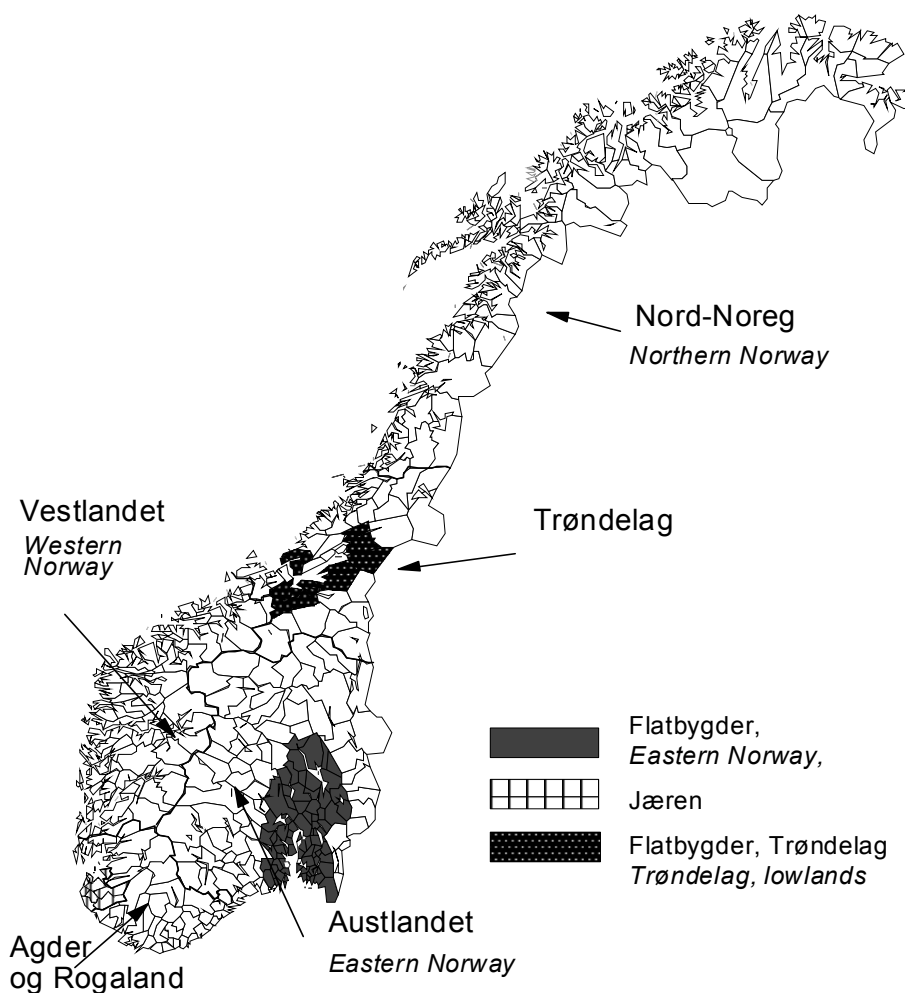 Nord-Noreg
Northern Norway
Trøndelag
Vestlandet
Western
Norway
Flatbygder,
Eastern Norway,
Jæren
Flatbygder, Trøndelag
Trøndelag, lowlands
Austlandet
Eastern Norway
Agder
og Rogaland